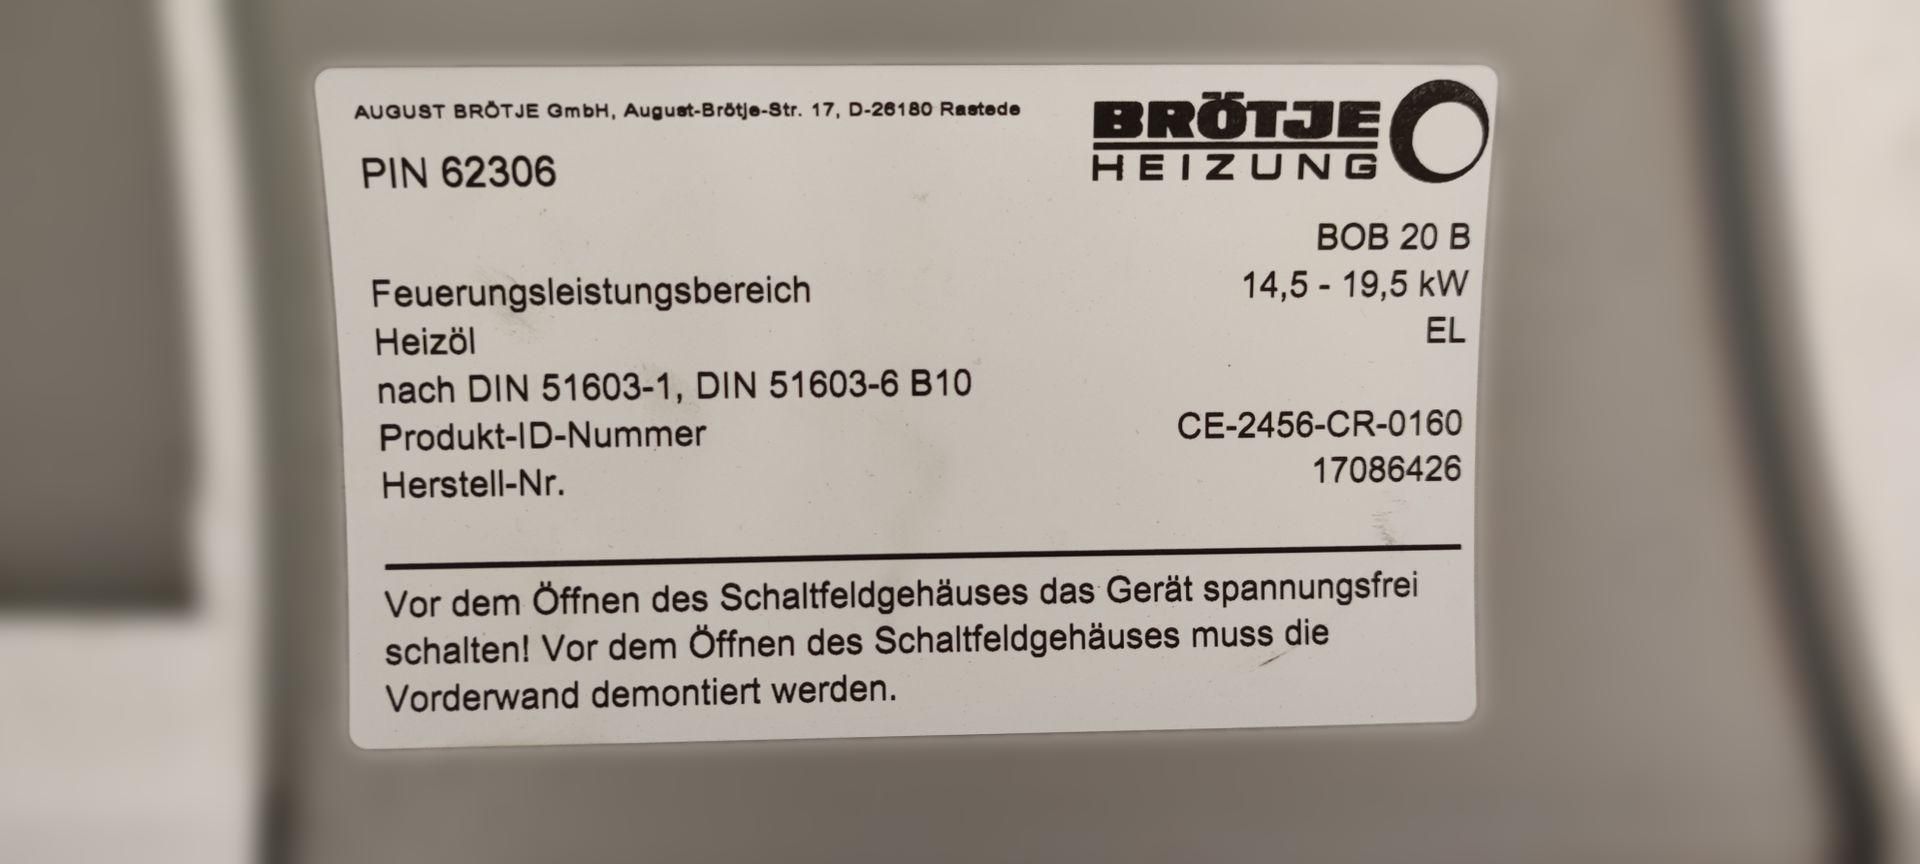 AUGUST BRÖTJE GmbH, August-Brötje-Str. 17, D-26180 Rastede
BRÖTJE
HEIZUNG
PIN 62306
BOB 20 B
Feuerungsleistungsbereich 14,5 - 19,5 kW
Heizöl EL
nach DIN 51603-1, DIN 51603-6 B10
Produkt-ID-Nummer CE-2456-CR-0160
Herstell-Nr. 17086426
Vor dem Öffnen des Schaltfeldgehäuses das Gerät spannungsfrei
schalten! Vor dem Öffnen des Schaltfeldgehäuses muss die
Vorderwand demontiert werden.